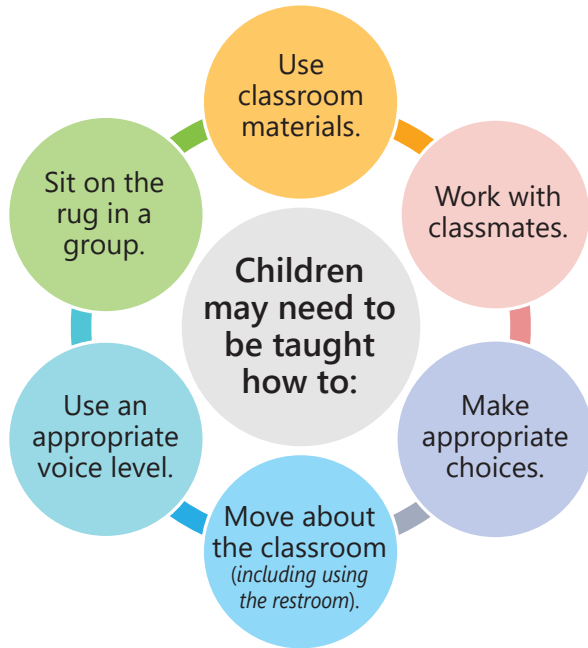 Children
may need to
be taught
how to:
Use
classroom
materials.
Work with
classmates.
Make
appropriate
choices.
Move about
the classroom
(including using
the restroom).
Use an
appropriate
voice level.
Sit on the
rug in a
group.